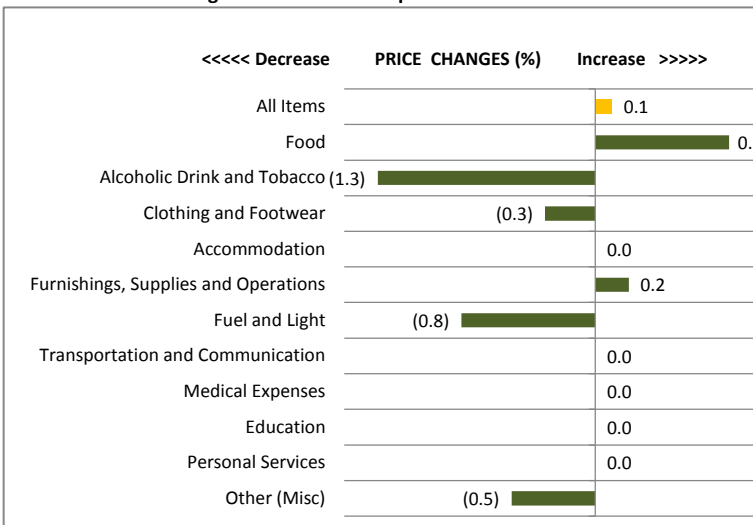 <<<<< Decrease PRICE CHANGES (%) Increase >>>>>
All Items 0.1
Food 0.
Alcoholic Drink and Tobacco (1.3)
Clothing and Footwear (0.3)
Accommodation 0.0
Furnishings, Supplies and Operations 0.2
Fuel and Light (0.8)
Transportation and Communication 0.0
Medical Expenses 0.0
Education 0.0
Personal Services 0.0
Other (Misc) (0.5)